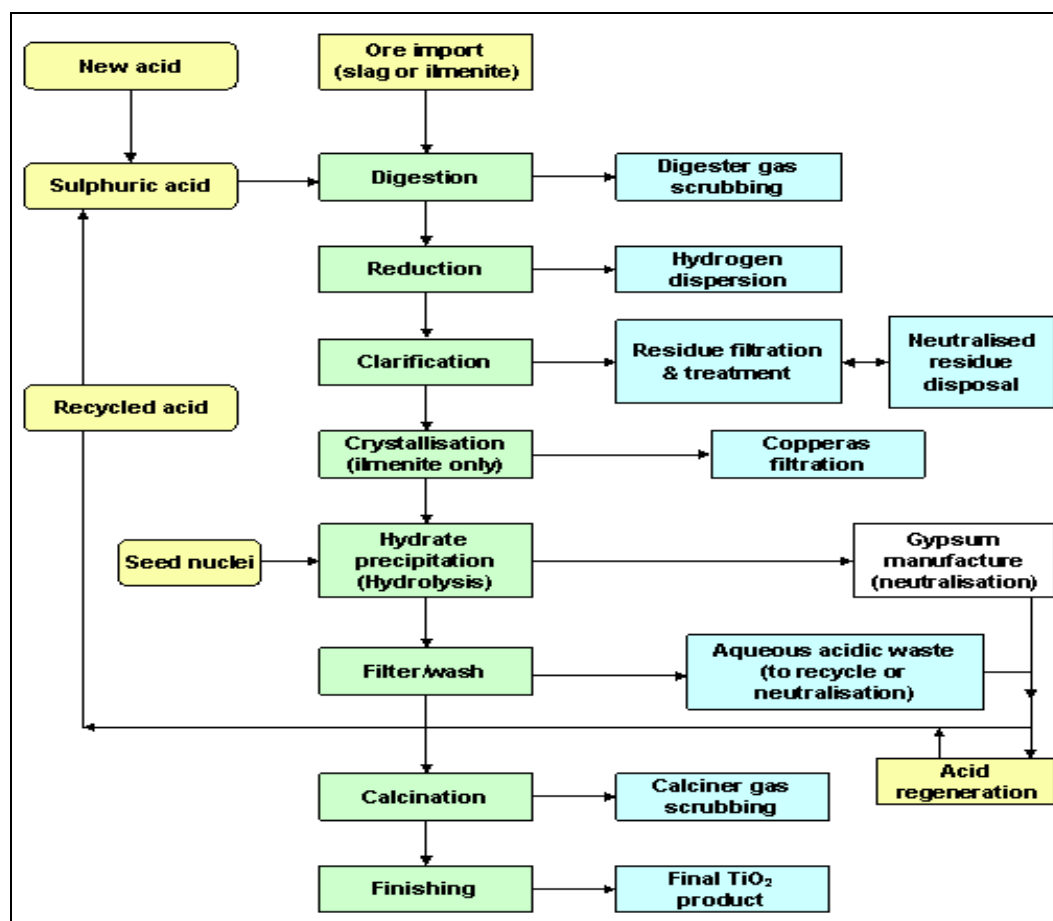 New acid
Ore import
(slag or ilmenite)
Sulphuric acid
Digestion
Digester gas
scrubbing
Reduction
Hydrogen
dispersion
Clarification
Residue filtration
& treatment
Neutralised
residue
disposal
Recycled acid
Crystallisation
(ilmenite only)
Copperas
filtration
Seed nuclei
Hydrate
precipitation
(Hydrolysis)
Gypsum
manufacture
(neutralisation)
Filter/wash
Aqueous acidic waste
(to recycle or
neutralisation)
Acid
regeneration
Calcination
Calciner gas
scrubbing
Finishing
Final TiO₂
product